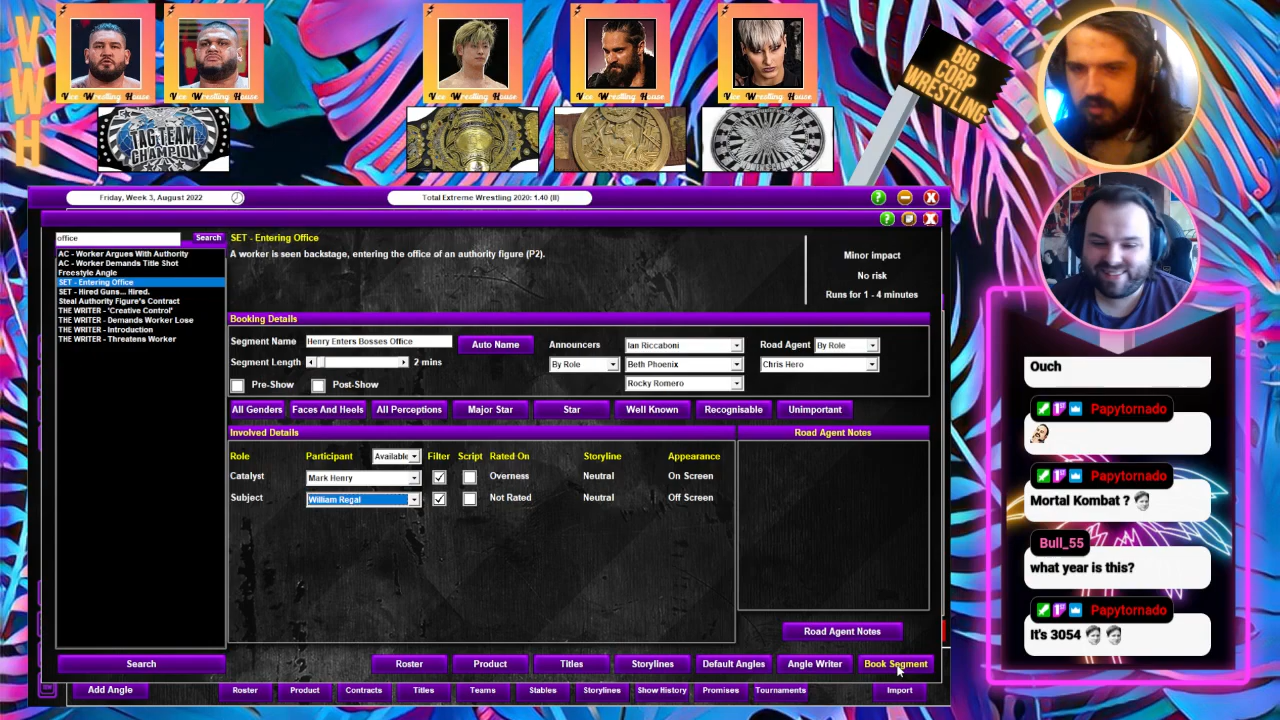 VWH
Vice Wrestling House
Vice Wrestling House
Vice Wrestling House
Vice Wrestling House
Vice Wrestling House
TAG TEAM
CHAMPION
BIG
CORP
WRESTLING
Friday, Week 3, August 2022
Total Extreme Wrestling 2020: 1.40 (II)
office
Search
AC - Worker Argues With Authority
AC - Worker Demands Title Shot
Freestyle Angle
SET - Entering Office
SET - Hired Guns... Hired.
Steal Authority Figure's Contract
THE WRITER - 'Creative Control'
THE WRITER - Demands Worker Lose
THE WRITER - Introduction
THE WRITER - Threatens Worker
Search
SET - Entering Office
A worker is seen backstage, entering the office of an authority figure (P2).
Minor impact
No risk
Runs for 1 - 4 minutes
Booking Details
Segment Name
Henry Enters Bosses Office
Auto Name
Announcers
Ian Riccaboni
Road Agent
By Role
Segment Length
2 mins
By Role
Beth Phoenix
Chris Hero
Pre-Show
Post-Show
Rocky Romero
All Genders
Faces And Heels
All Perceptions
Major Star
Star
Well Known
Recognisable
Unimportant
Involved Details
Road Agent Notes
Role
Participant
Available
Filter
Script
Rated On
Storyline
Appearance
Catalyst
Mark Henry
Overness
Neutral
On Screen
Subject
William Regal
Not Rated
Neutral
Off Screen
Road Agent Notes
Roster
Product
Titles
Storylines
Default Angles
Angle Writer
Book Segment
Add Angle
Roster
Product
Contracts
Titles
Teams
Stables
Storylines
Show History
Promises
Tournaments
Import
Ouch
Papytornado
Papytornado
Mortal Kombat ?
Bull_55
what year is this?
Papytornado
It's 3054